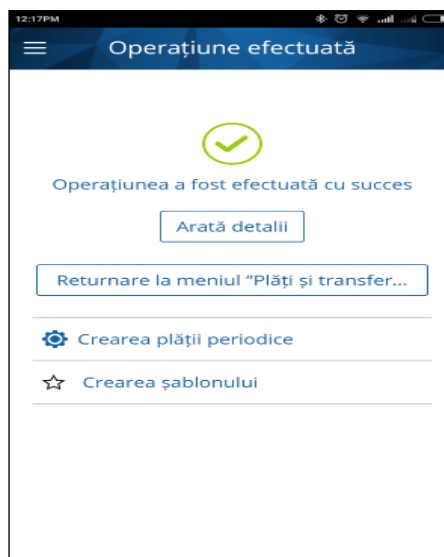 12:17PM
Operațiune efectuată
Operațiunea a fost efectuată cu succes
Arată detalii
Returnare la meniul “Plăți și transfer...
Crearea plății periodice
Crearea șablonului